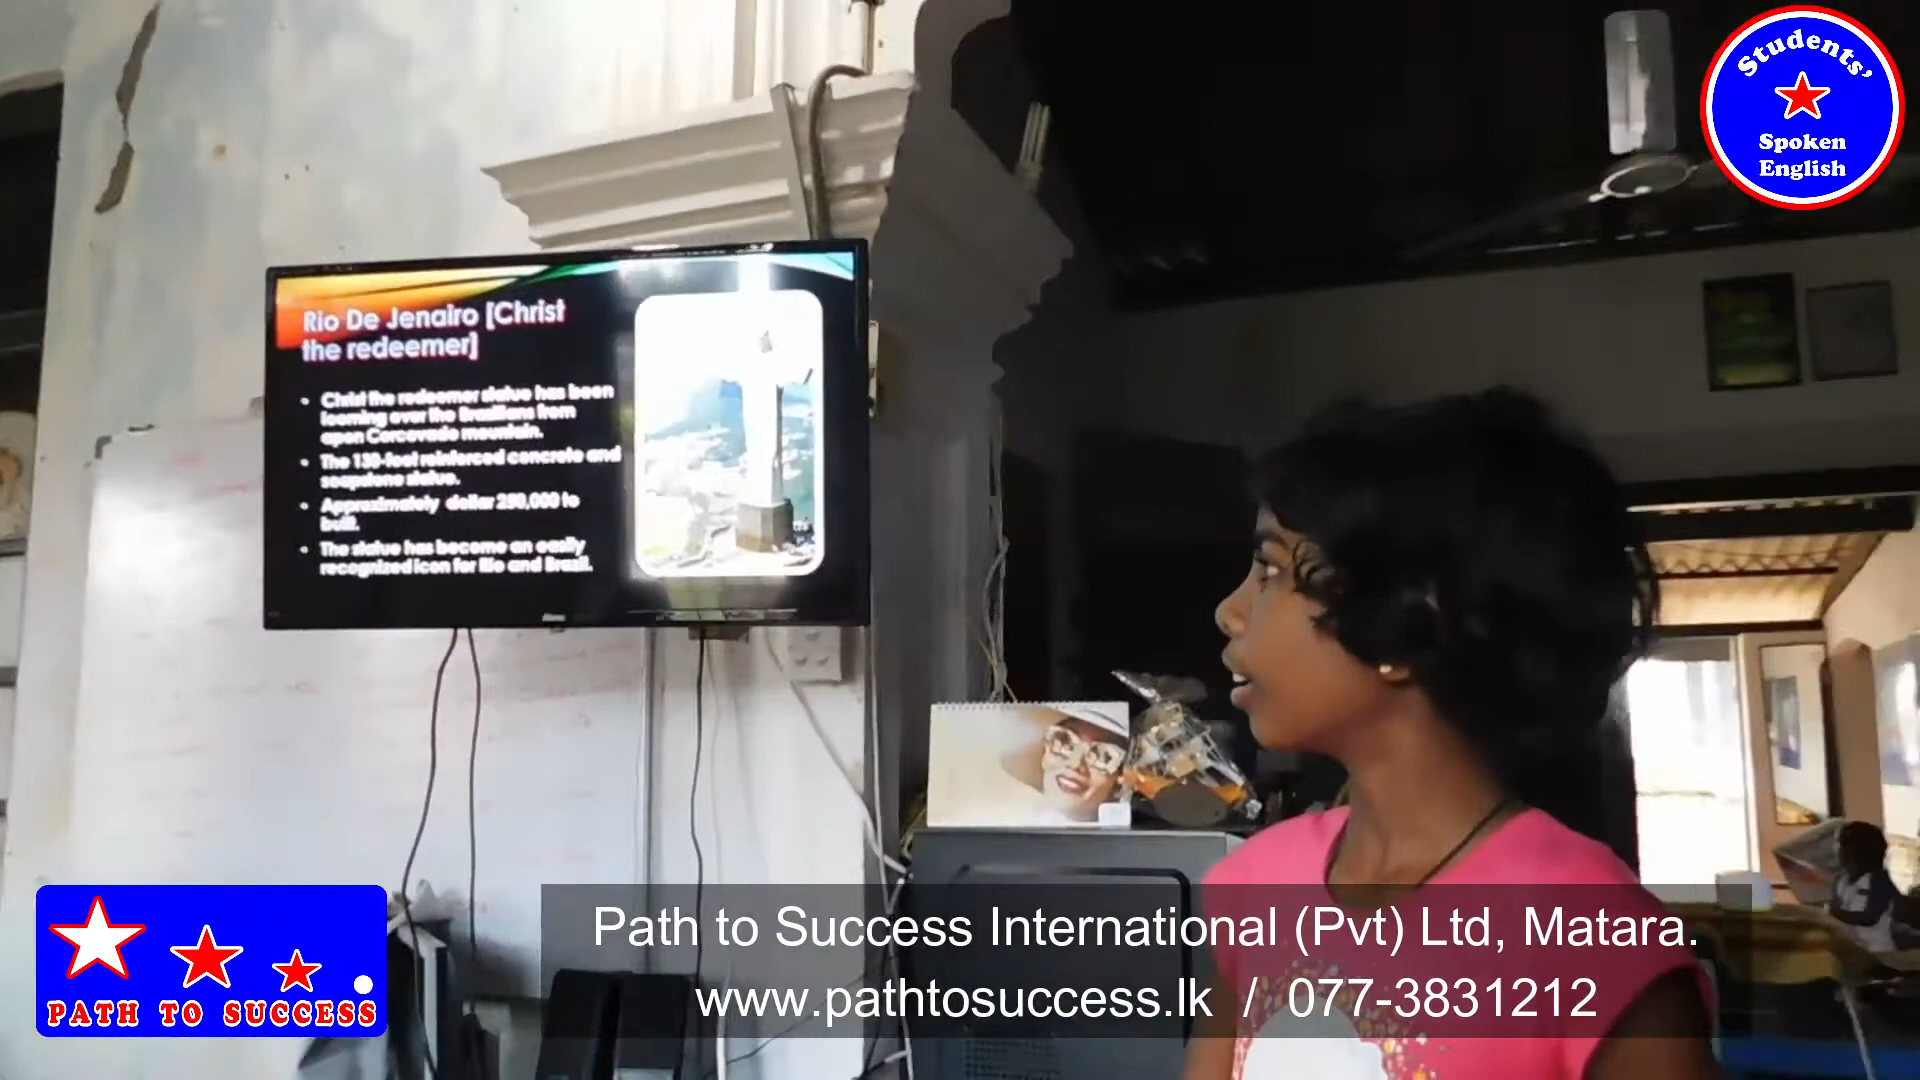 Students'
Spoken
English
Rio De Jenairo [Christ
the redeemer]
• Christ the redeemer statue has been
looming over the Brazilians from
apon Corcovado mountain.
• The 130-foot reinforced concrete and
soapstone statue.
• Approximately dollar 250,000 to
built.
• The statue has become an easily
recognized icon for Rio and Brazil.
PATH TO SUCCESS
Path to Success International (Pvt) Ltd, Matara.
www.pathtosuccess.lk / 077-3831212